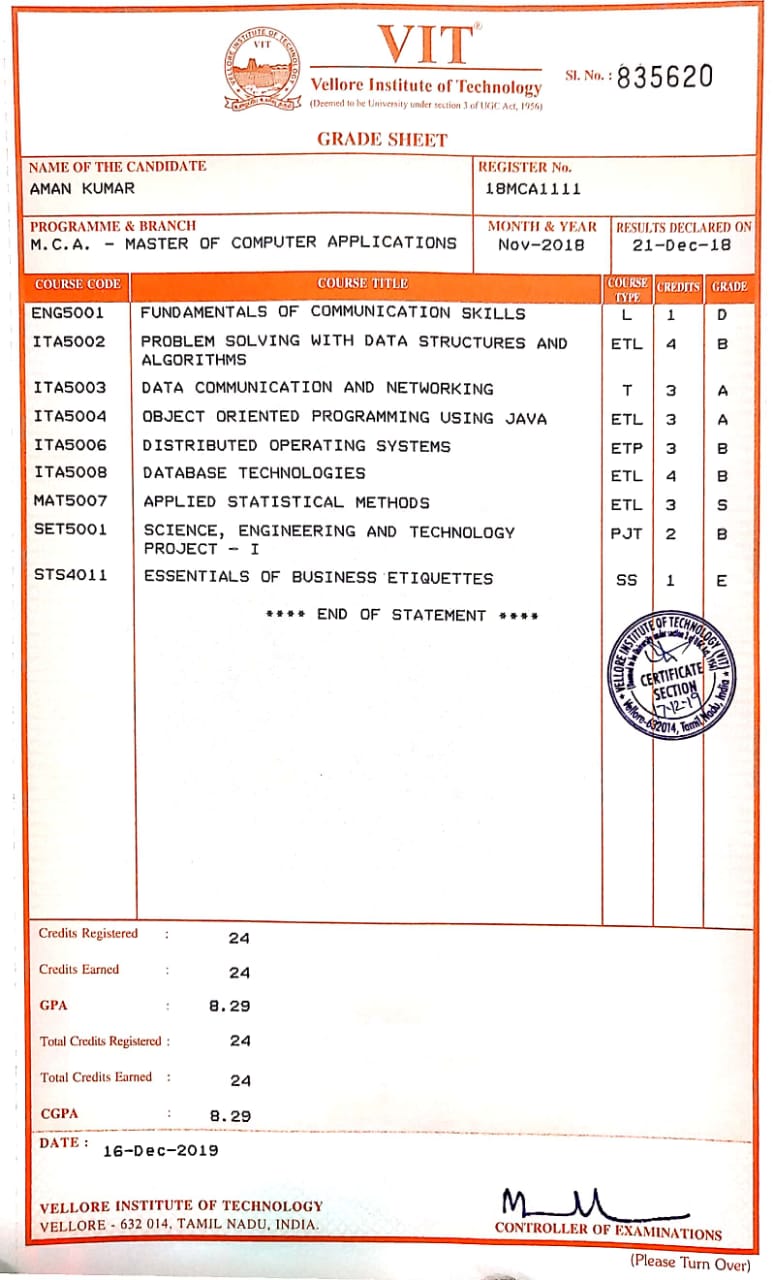 VELLORE INSTITUTE OF TECHNOLOGY
VIT
VIT®
Vellore Institute of Technology
(Deemed to be University under section 3 of UGC Act, 1956)
Sl. No. : 835620
GRADE SHEET
NAME OF THE CANDIDATE
AMAN KUMAR
REGISTER No.
18MCA1111
PROGRAMME & BRANCH
M.C.A. - MASTER OF COMPUTER APPLICATIONS
MONTH & YEAR
Nov-2018
RESULTS DECLARED ON
21-Dec-18
COURSE CODE COURSE TITLE COURSE TYPE CREDITS GRADE
ENG5001 FUNDAMENTALS OF COMMUNICATION SKILLS L 1 D
ITA5002 PROBLEM SOLVING WITH DATA STRUCTURES AND ETL 4 B
ALGORITHMS
ITA5003 DATA COMMUNICATION AND NETWORKING T 3 A
ITA5004 OBJECT ORIENTED PROGRAMMING USING JAVA ETL 3 A
ITA5006 DISTRIBUTED OPERATING SYSTEMS ETP 3 B
ITA5008 DATABASE TECHNOLOGIES ETL 4 B
MAT5007 APPLIED STATISTICAL METHODS ETL 3 S
SET5001 SCIENCE, ENGINEERING AND TECHNOLOGY PJT 2 B
PROJECT - I
STS4011 ESSENTIALS OF BUSINESS ETIQUETTES SS 1 E
**** END OF STATEMENT ****
VELLORE INSTITUTE OF TECHNOLOGY (VIT)
CERTIFICATE
SECTION
7-12-19
Vellore-632014, Tamil Nadu, India
Credits Registered : 24
Credits Earned : 24
GPA : 8.29
Total Credits Registered : 24
Total Credits Earned : 24
CGPA : 8.29
DATE : 16-Dec-2019
VELLORE INSTITUTE OF TECHNOLOGY
VELLORE - 632 014, TAMIL NADU, INDIA.
CONTROLLER OF EXAMINATIONS
(Please Turn Over)